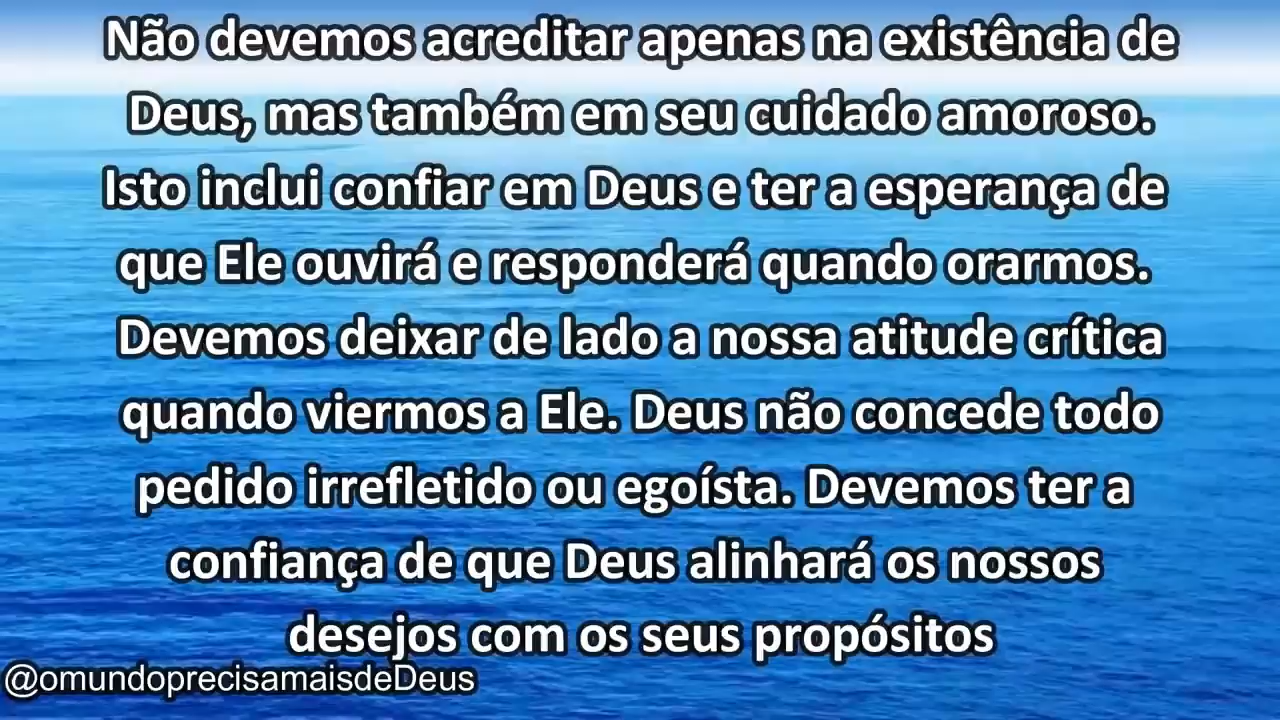 Não devemos acreditar apenas na existência de
Deus, mas também em seu cuidado amoroso.
Isto inclui confiar em Deus e ter a esperança de
que Ele ouvirá e responderá quando orarmos.
Devemos deixar de lado a nossa atitude crítica
quando viermos a Ele. Deus não concede todo
pedido irrefletido ou egoísta. Devemos ter a
confiança de que Deus alinhará os nossos
desejos com os seus propósitos
@omundoprecisamaisdeDeus